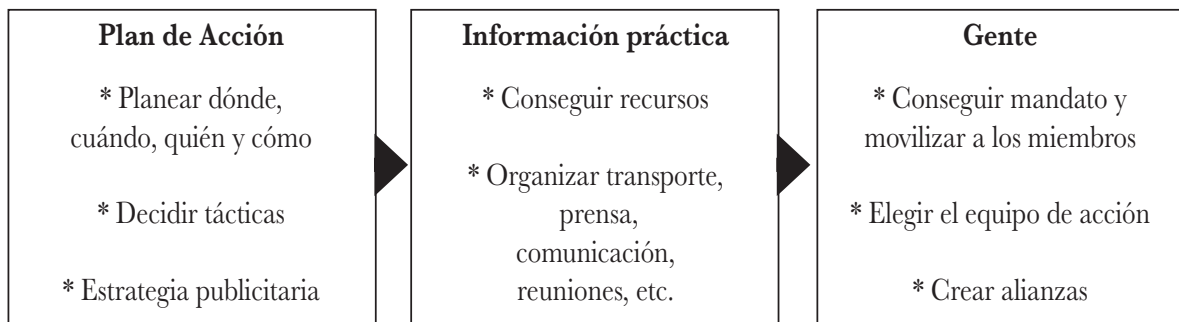 Plan de Acción
* Planear dónde,
cuándo, quién y cómo
* Decidir tácticas
* Estrategia publicitaria
Información práctica
* Conseguir recursos
* Organizar transporte,
prensa,
comunicación,
reuniones, etc.
Gente
* Conseguir mandato y
movilizar a los miembros
* Elegir el equipo de acción
* Crear alianzas